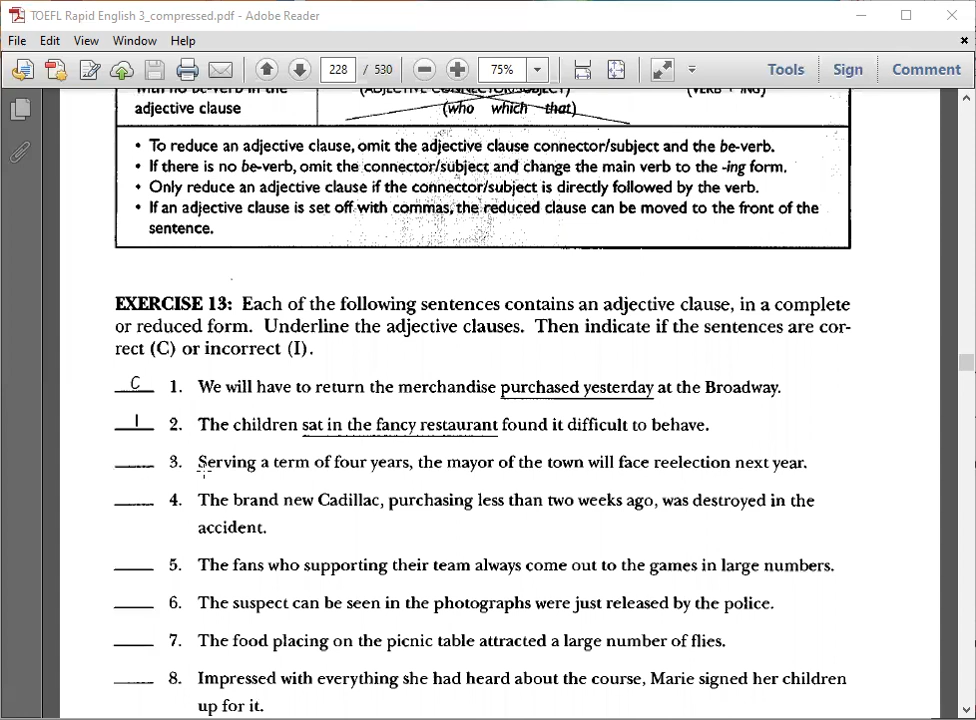 TOEFL Rapid English 3_compressed.pdf - Adobe Reader
File Edit View Window Help
228 / 530 75% Tools Sign Comment
with no be-verb in the (ADJECTIVE CONNECTOR/SUBJECT) (VERB + ING)
adjective clause (who which that)
• To reduce an adjective clause, omit the adjective clause connector/subject and the be-verb.
• If there is no be-verb, omit the connector/subject and change the main verb to the -ing form.
• Only reduce an adjective clause if the connector/subject is directly followed by the verb.
• If an adjective clause is set off with commas, the reduced clause can be moved to the front of the
sentence.
EXERCISE 13: Each of the following sentences contains an adjective clause, in a complete
or reduced form. Underline the adjective clauses. Then indicate if the sentences are cor-
rect (C) or incorrect (I).
C 1. We will have to return the merchandise purchased yesterday at the Broadway.
I 2. The children sat in the fancy restaurant found it difficult to behave.
3. Serving a term of four years, the mayor of the town will face reelection next year.
4. The brand new Cadillac, purchasing less than two weeks ago, was destroyed in the
accident.
5. The fans who supporting their team always come out to the games in large numbers.
6. The suspect can be seen in the photographs were just released by the police.
7. The food placing on the picnic table attracted a large number of flies.
8. Impressed with everything she had heard about the course, Marie signed her children
up for it.